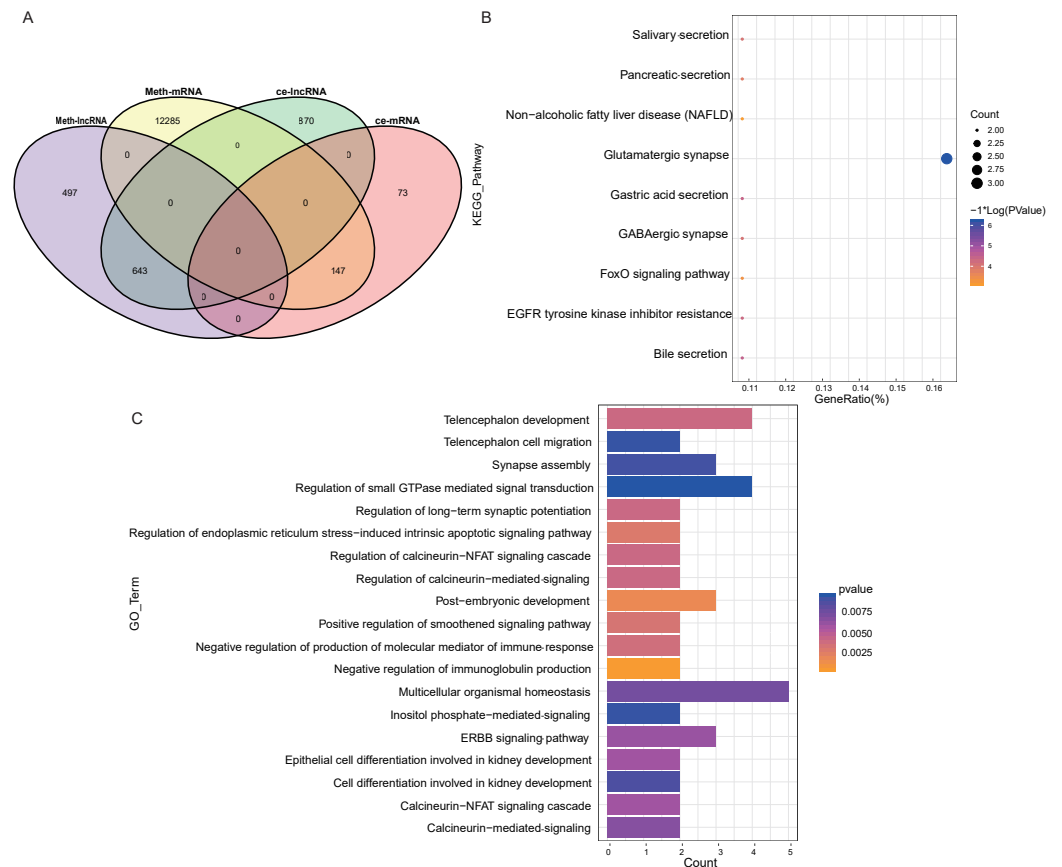 A
Meth-mRNA
ce-lncRNA
Meth-lncRNA
ce-mRNA
12285
870
0
0
0
497
73
0
0
0
643
147
0
0
0
B
KEGG_Pathway
Salivary secretion
Pancreatic secretion
Non-alcoholic fatty liver disease (NAFLD)
Glutamatergic synapse
Gastric acid secretion
GABAergic synapse
FoxO signaling pathway
EGFR tyrosine kinase inhibitor resistance
Bile secretion
0.11 0.12 0.13 0.14 0.15 0.16
GeneRatio(%)
Count
2.00
2.25
2.50
2.75
3.00
−1*Log(PValue)
6
5
4
C
GO_Term
Telencephalon development
Telencephalon cell migration
Synapse assembly
Regulation of small GTPase mediated signal transduction
Regulation of long−term synaptic potentiation
Regulation of endoplasmic reticulum stress−induced intrinsic apoptotic signaling pathway
Regulation of calcineurin−NFAT signaling cascade
Regulation of calcineurin−mediated signaling
Post−embryonic development
Positive regulation of smoothened signaling pathway
Negative regulation of production of molecular mediator of immune response
Negative regulation of immunoglobulin production
Multicellular organismal homeostasis
Inositol phosphate−mediated signaling
ERBB signaling pathway
Epithelial cell differentiation involved in kidney development
Cell differentiation involved in kidney development
Calcineurin−NFAT signaling cascade
Calcineurin−mediated signaling
0 1 2 3 4 5
Count
pvalue
0.0075
0.0050
0.0025